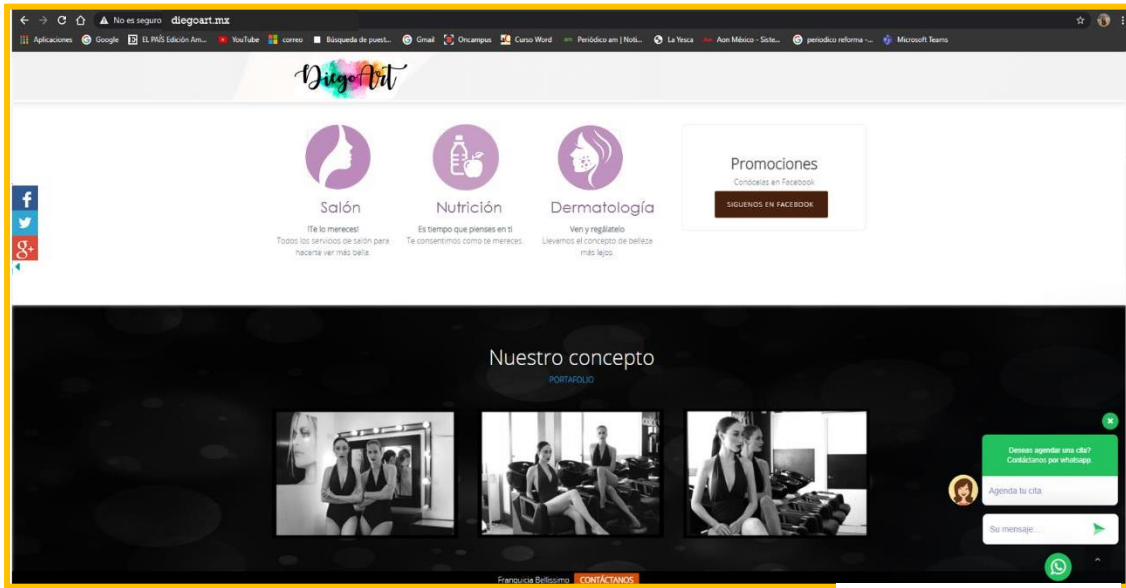 No es seguro diegoart.mx
Aplicaciones Google EL PAÍS Edición Am... YouTube correo Búsqueda de puest... Gmail Oncampus Curso Word Periódico am | Noti... La Yesca Aon México - Siste... periodico reforma -... Microsoft Teams
DiegoArt
Salón
!Te lo mereces!
Todos los servicios de salón para
hacerte ver más bella.
Nutrición
Es tiempo que pienses en ti
Te consentimos como te mereces.
Dermatología
Ven y regálatelo
Llevamos el concepto de belleza
más lejos.
Promociones
Conócelas en Facebook
SIGUENOS EN FACEBOOK
Nuestro concepto
PORTAFOLIO
Deseas agendar una cita?
Contáctanos por whatsapp.
Agenda tu cita
Su mensaje...
Franquicia Bellissimo CONTÁCTANOS